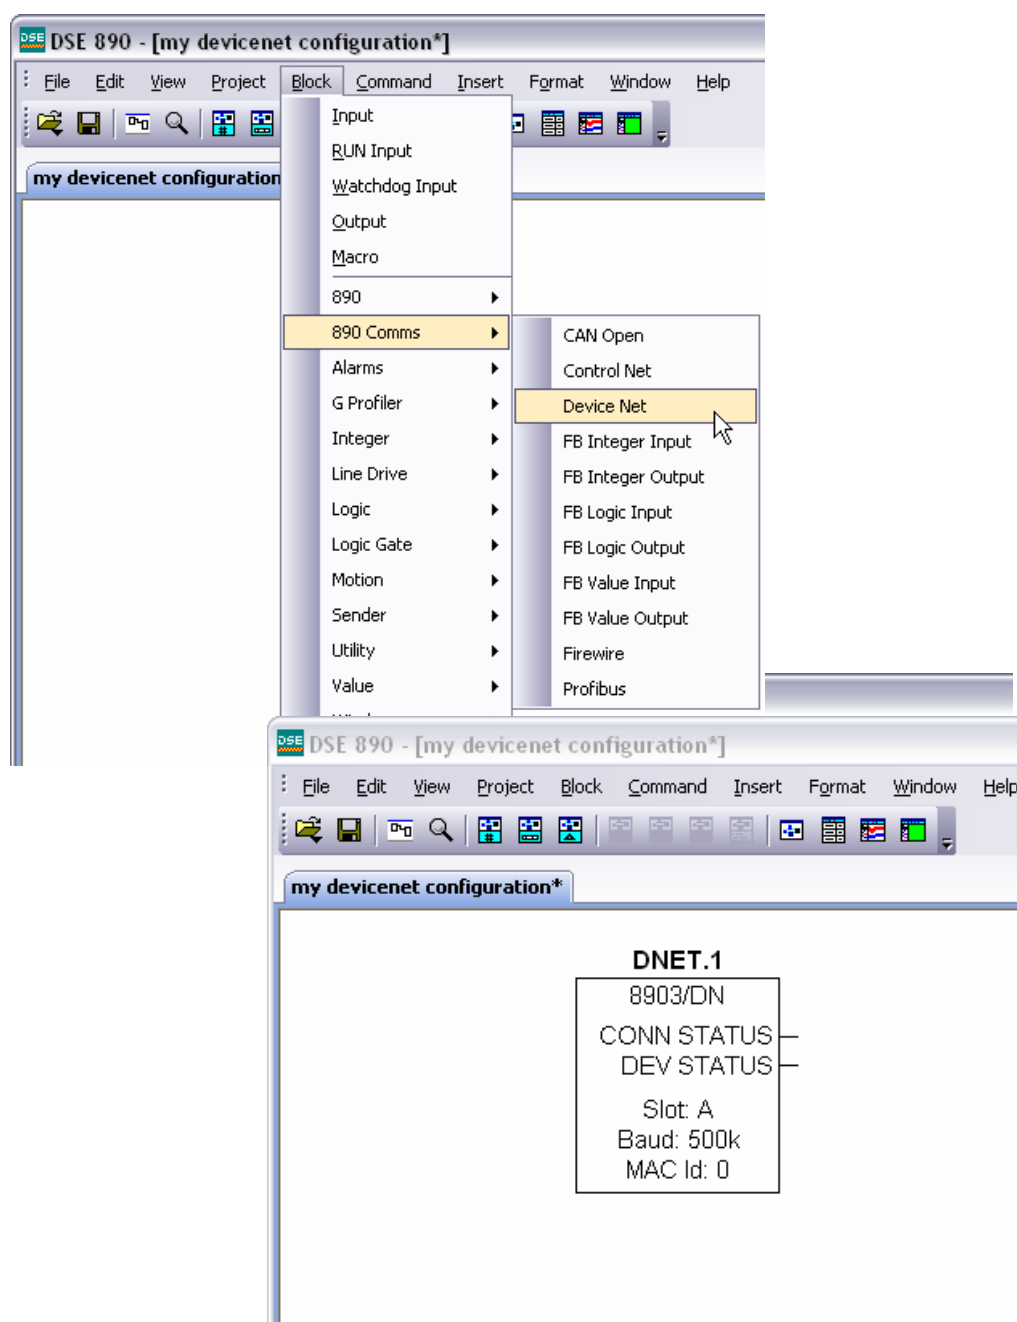 DSE DSE 890 - [my devicenet configuration*]
File Edit View Project Block Command Insert Format Window Help
my devicenet configuration
Input
RUN Input
Watchdog Input
Output
Macro
890
890 Comms
Alarms
G Profiler
Integer
Line Drive
Logic
Logic Gate
Motion
Sender
Utility
Value
CAN Open
Control Net
Device Net
FB Integer Input
FB Integer Output
FB Logic Input
FB Logic Output
FB Value Input
FB Value Output
Firewire
Profibus
DSE DSE 890 - [my devicenet configuration*]
File Edit View Project Block Command Insert Format Window Help
my devicenet configuration*
DNET.1
8903/DN
CONN STATUS
DEV STATUS
Slot: A
Baud: 500k
MAC Id: 0